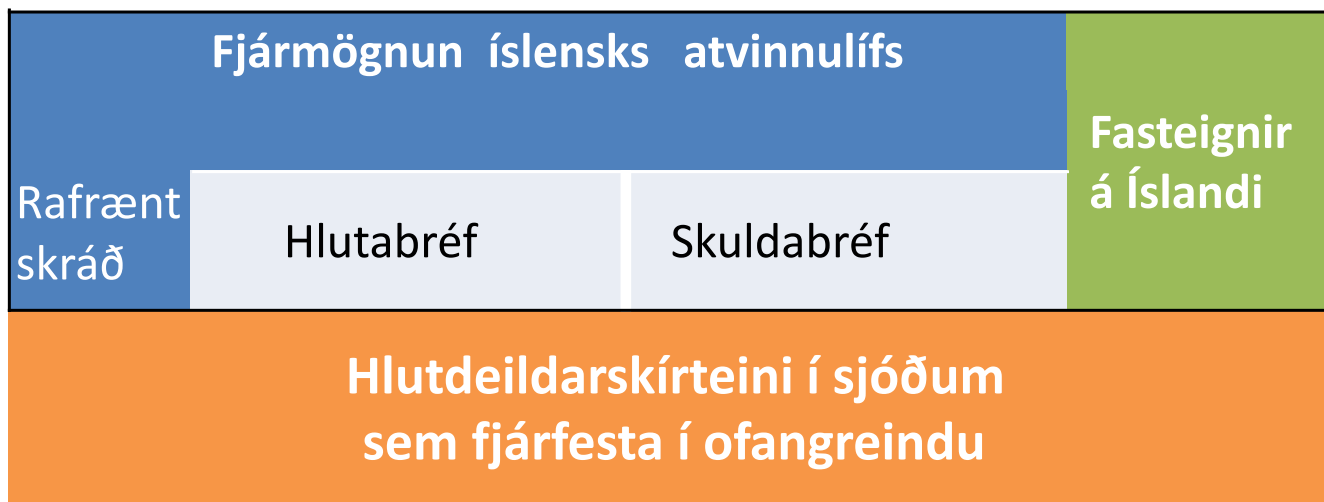 Fjármögnun íslensks atvinnulífs
Fasteignir
á Íslandi
Rafrænt
skráð
Hlutabréf
Skuldabréf
Hlutdeildarskírteini í sjóðum
sem fjárfesta í ofangreindu